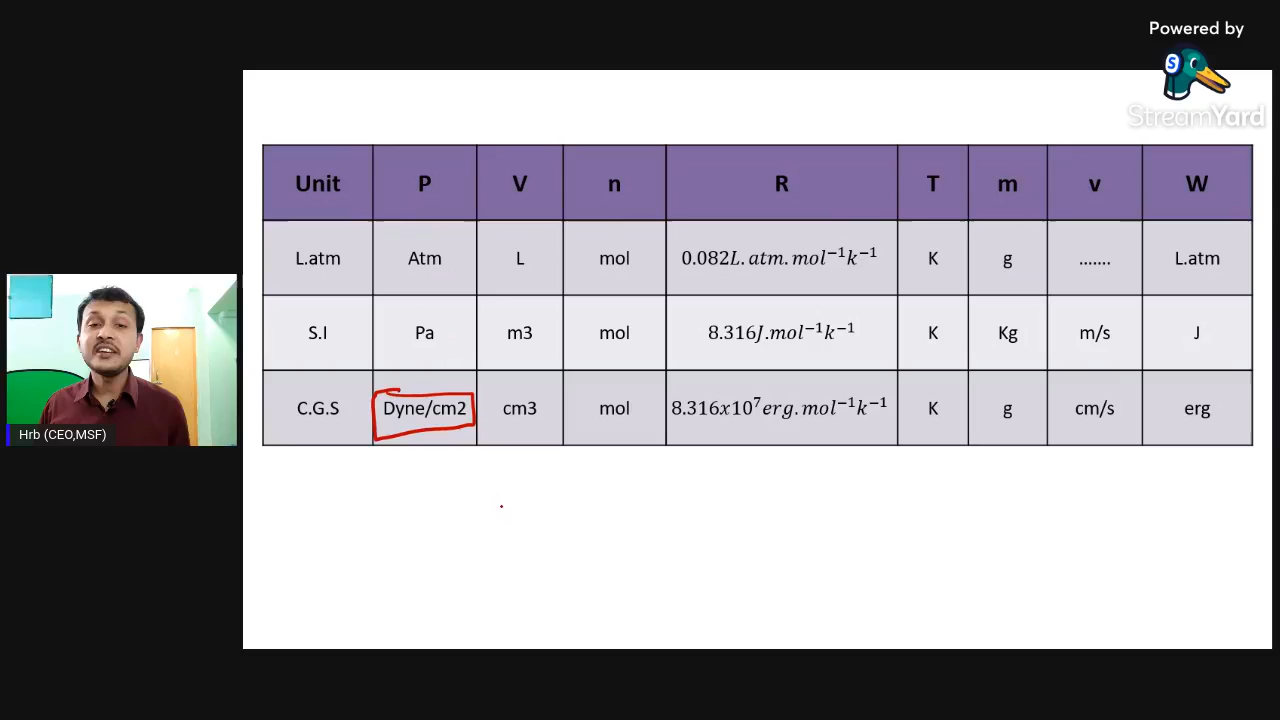 Powered by
StreamYard
Unit P V n R T m v W
L.atm Atm L mol 0.082L.atm.mol⁻¹k⁻¹ K g ....... L.atm
S.I Pa m3 mol 8.316J.mol⁻¹k⁻¹ K Kg m/s J
C.G.S Dyne/cm2 cm3 mol 8.316x10⁷erg.mol⁻¹k⁻¹ K g cm/s erg
Hrb (CEO,MSF)